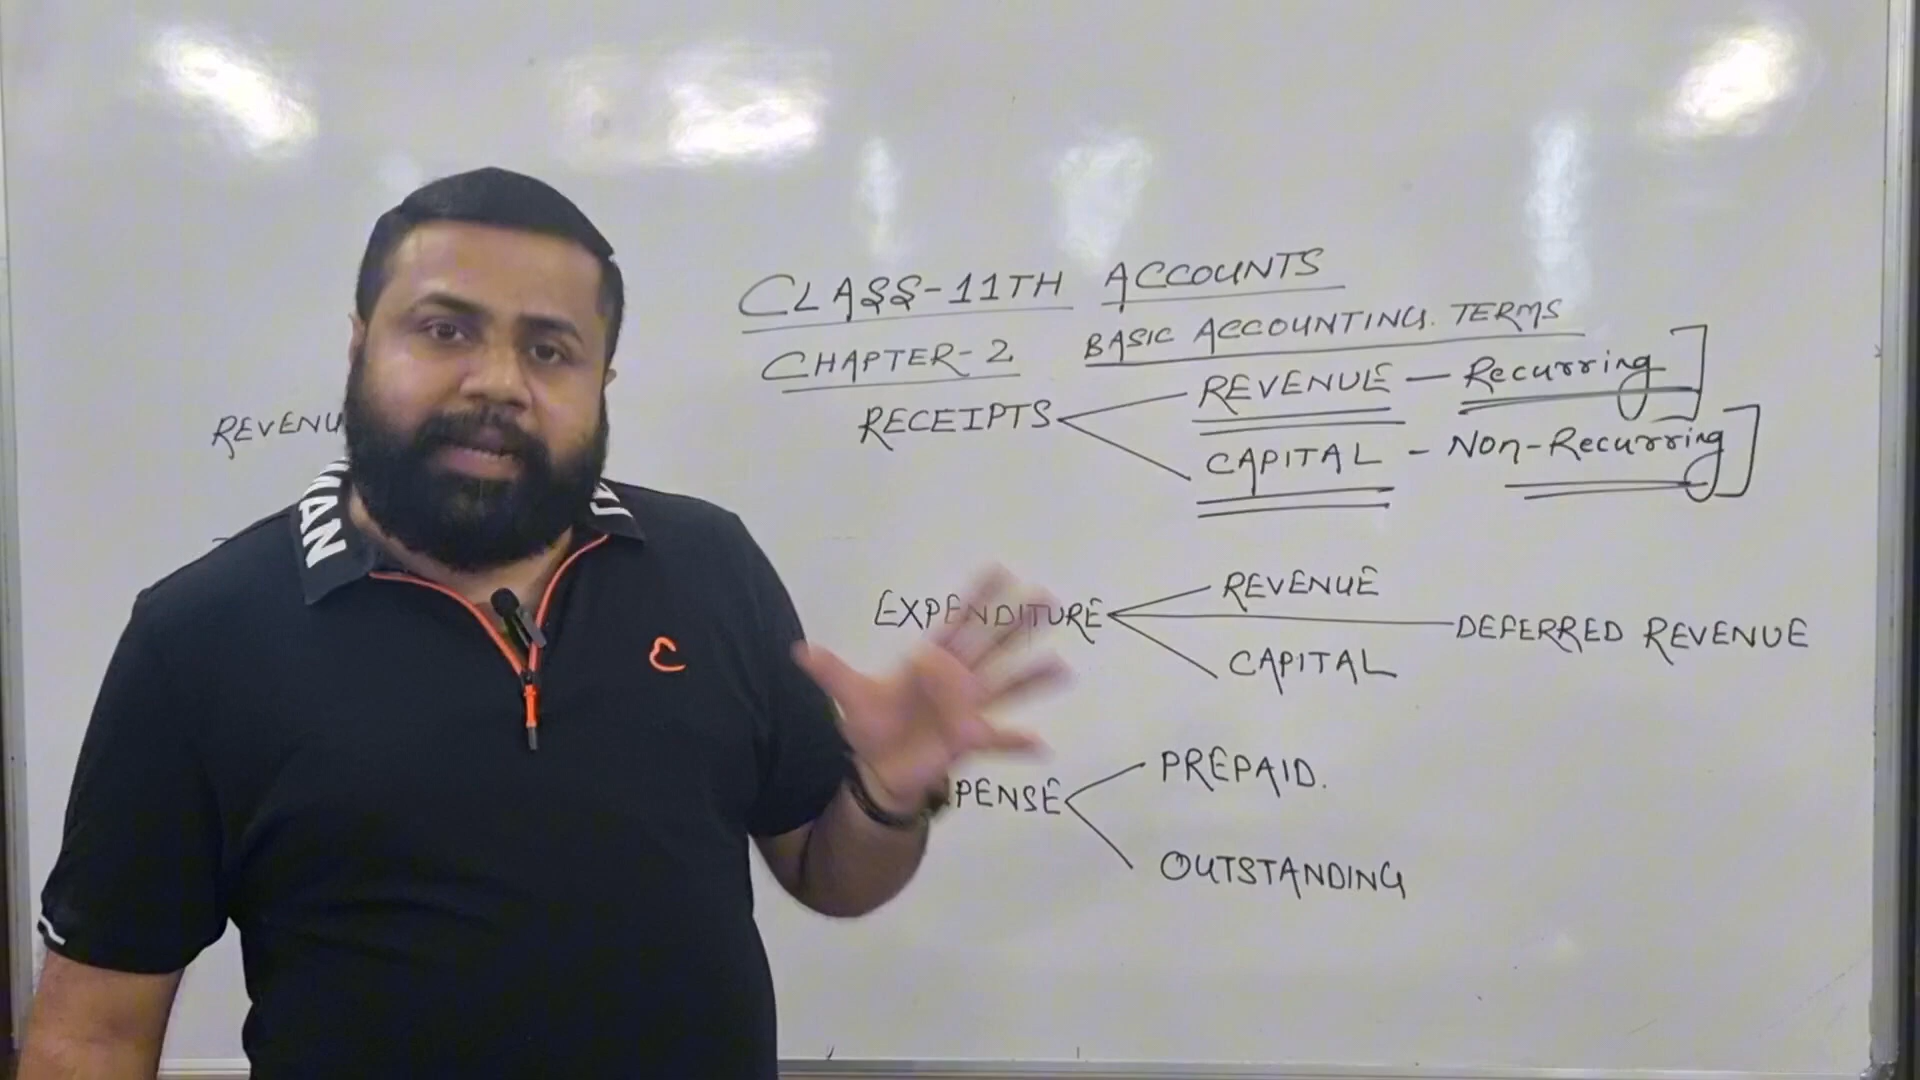 CLASS-11TH ACCOUNTS
CHAPTER-2 BASIC ACCOUNTING TERMS
RECEIPTS
REVENUE - Recurring
CAPITAL - Non-Recurring
EXPENDITURE
REVENUE
DEFERRED REVENUE
CAPITAL
PREPAID.
OUTSTANDING